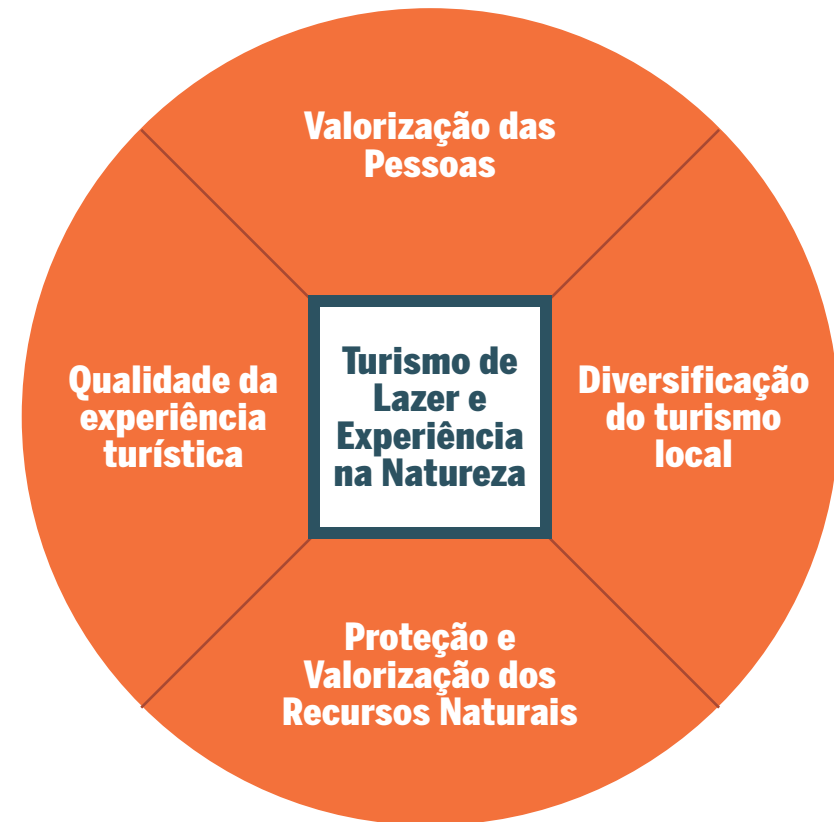 Valorização das
Pessoas
Qualidade da
experiência
turística
Turismo de
Lazer e
Experiência
na Natureza
Diversificação
do turismo
local
Proteção e
Valorização dos
Recursos Naturais